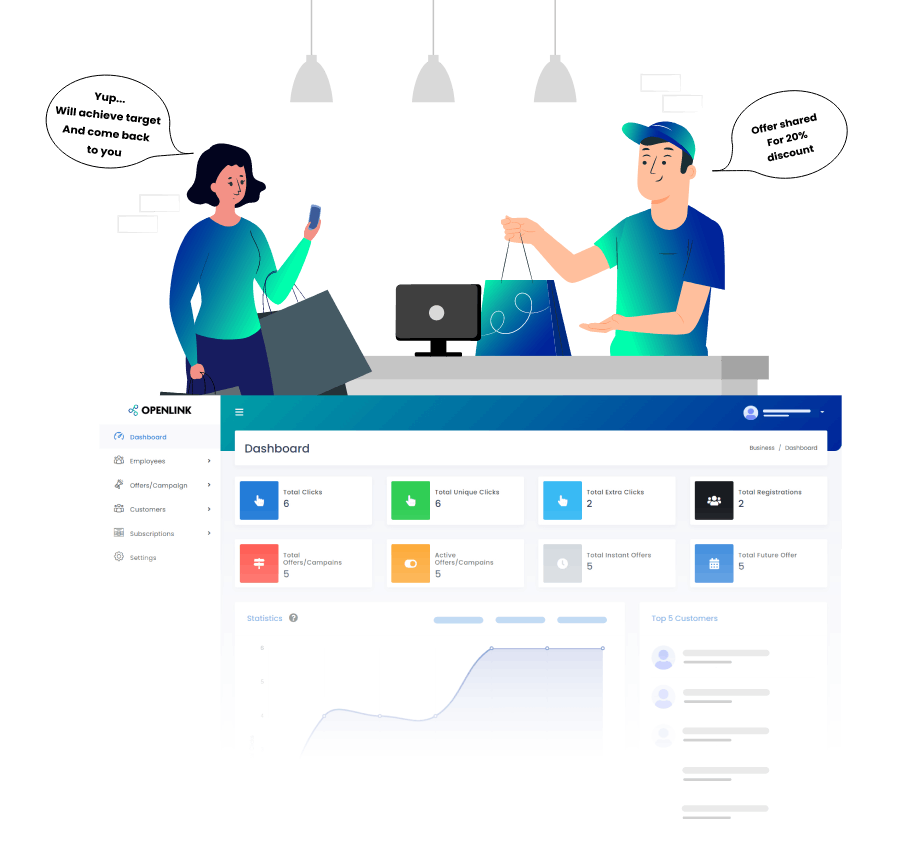 Yup...
Will achieve target
And come back
to you
Offer shared
For 20%
discount
OPENLINK
Dashboard
Employees
Offers/Campaign
Customers
Subscriptions
Settings
Dashboard
Business / Dashboard
Total Clicks
6
Total Unique Clicks
6
Total Extra Clicks
2
Total Registrations
2
Total
Offers/Campains
5
Active
Offers/Campains
5
Total Instant Offers
5
Total Future Offer
5
Statistics ?
6
5
4
Top 5 Customers